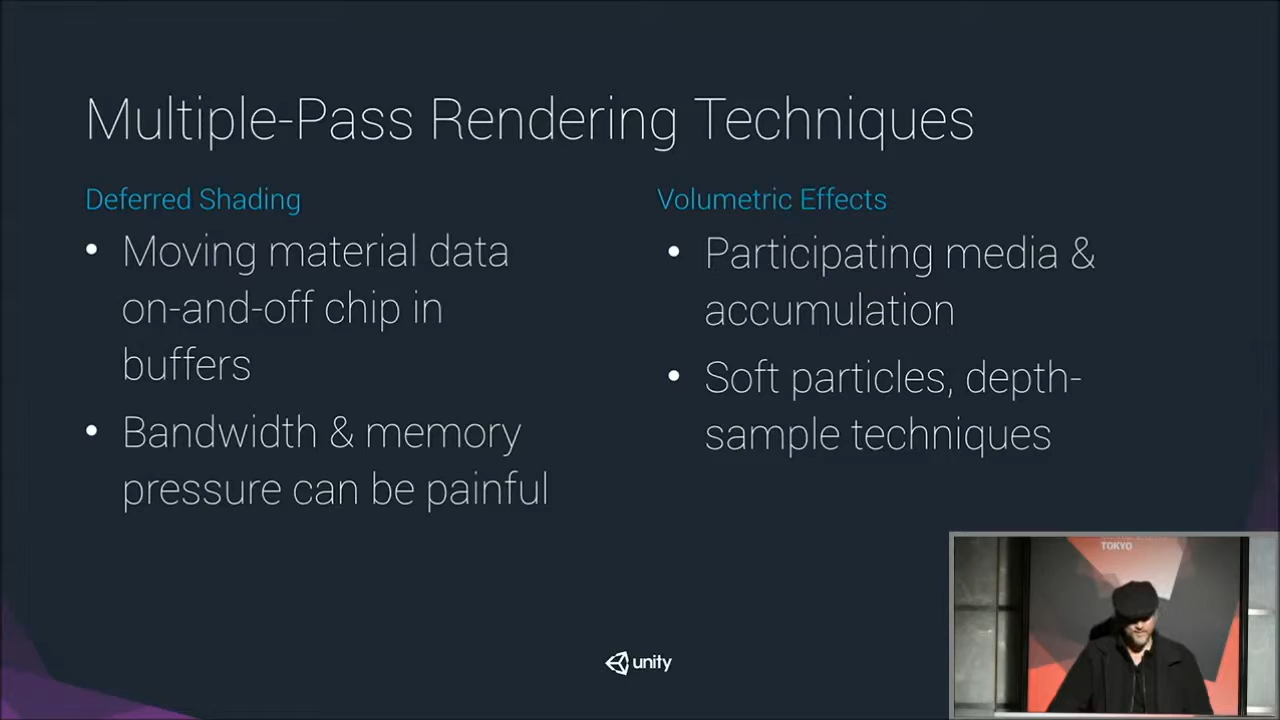 Multiple-Pass Rendering Techniques
Deferred Shading
• Moving material data
on-and-off chip in
buffers
• Bandwidth & memory
pressure can be painful
Volumetric Effects
• Participating media &
accumulation
• Soft particles, depth-
sample techniques
unity
TOKYO